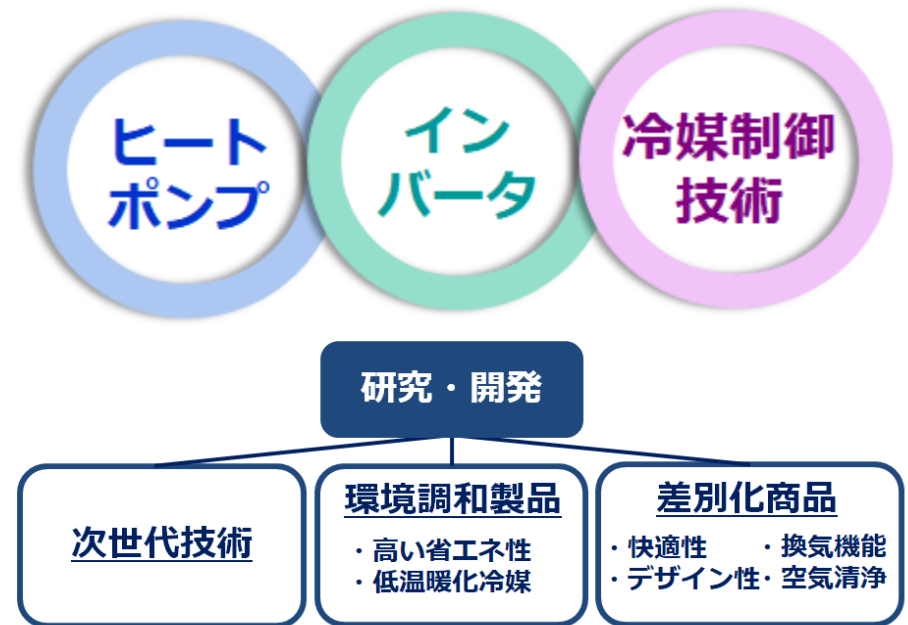 ヒート
ポンプ
イン
バータ
冷媒制御
技術
研究・開発
次世代技術
環境調和製品
・高い省エネ性
・低温暖化冷媒
差別化商品
・快適性 ・換気機能
・デザイン性・空気清浄